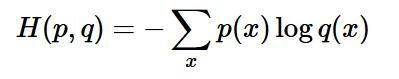 H(p, q) = − ∑ₓ p(x) log q(x)